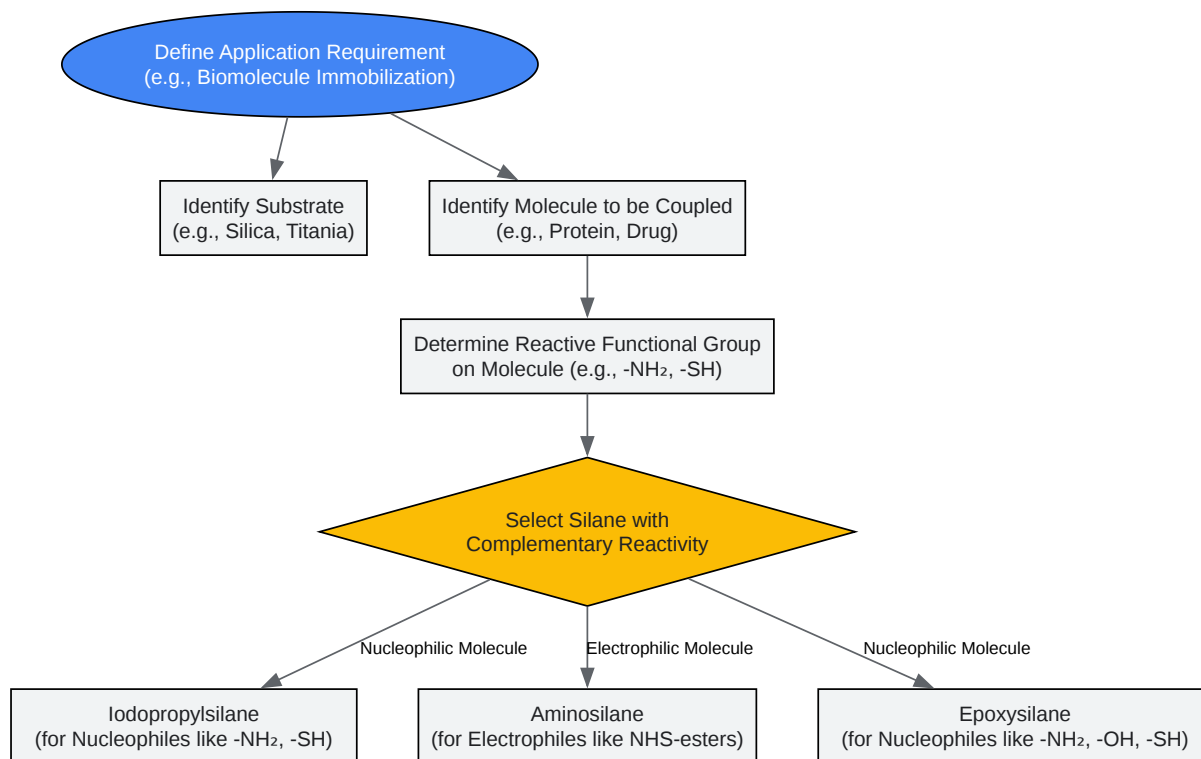 Define Application Requirement
(e.g., Biomolecule Immobilization)
Identify Substrate
(e.g., Silica, Titania)
Identify Molecule to be Coupled
(e.g., Protein, Drug)
Determine Reactive Functional Group
on Molecule (e.g., -NH₂, -SH)
Select Silane with
Complementary Reactivity
Nucleophilic Molecule
Electrophilic Molecule
Nucleophilic Molecule
Iodopropylsilane
(for Nucleophiles like -NH₂, -SH)
Aminosilane
(for Electrophiles like NHS-esters)
Epoxysilane
(for Nucleophiles like -NH₂, -OH, -SH)